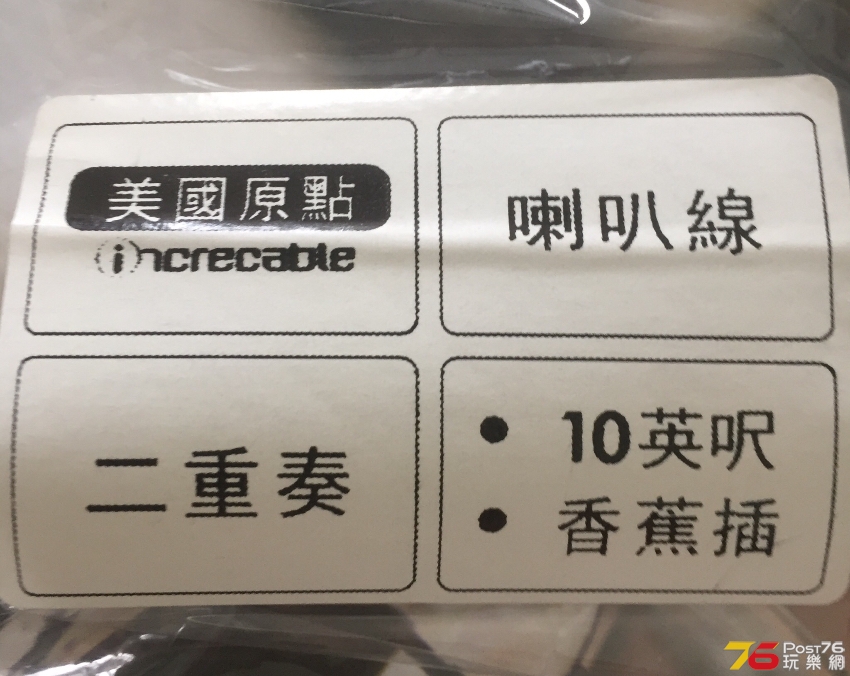 美國原點
increcable
喇叭線
二重奏
• 10英呎
• 香蕉插
76 Post76
玩樂網